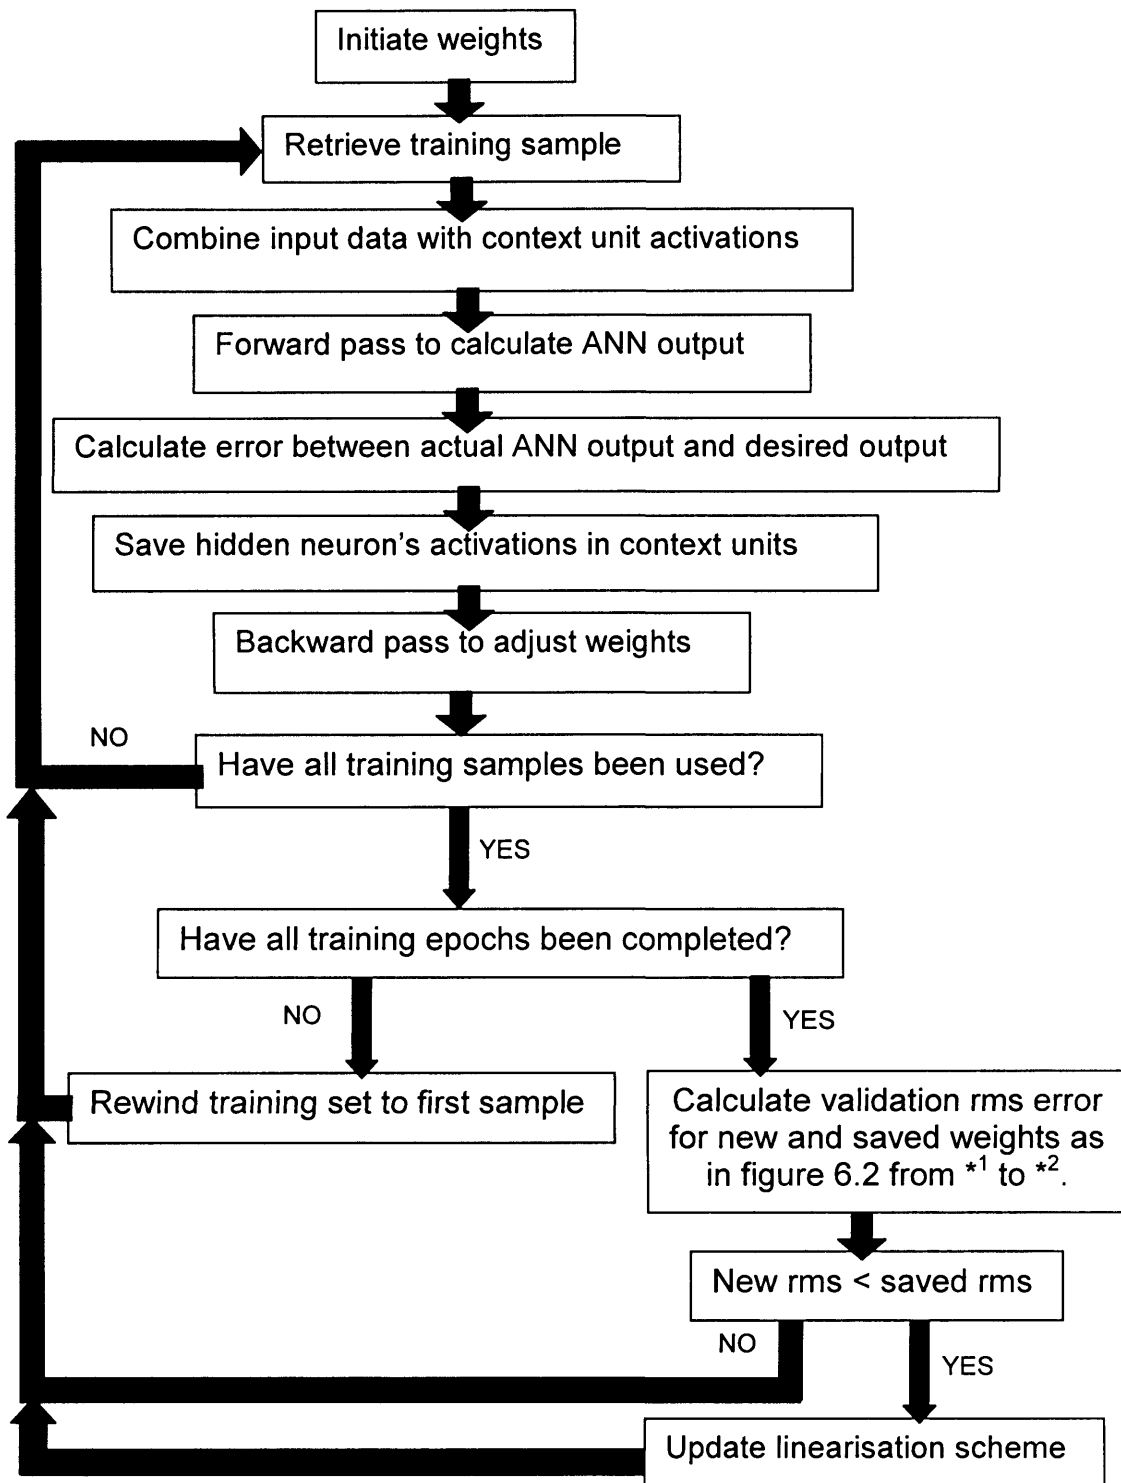 Initiate weights
Retrieve training sample
Combine input data with context unit activations
Forward pass to calculate ANN output
Calculate error between actual ANN output and desired output
Save hidden neuron's activations in context units
Backward pass to adjust weights
NO
Have all training samples been used?
YES
Have all training epochs been completed?
NO
YES
Rewind training set to first sample
Calculate validation rms error
for new and saved weights as
in figure 6.2 from *1 to *2.
New rms < saved rms
NO
YES
Update linearisation scheme